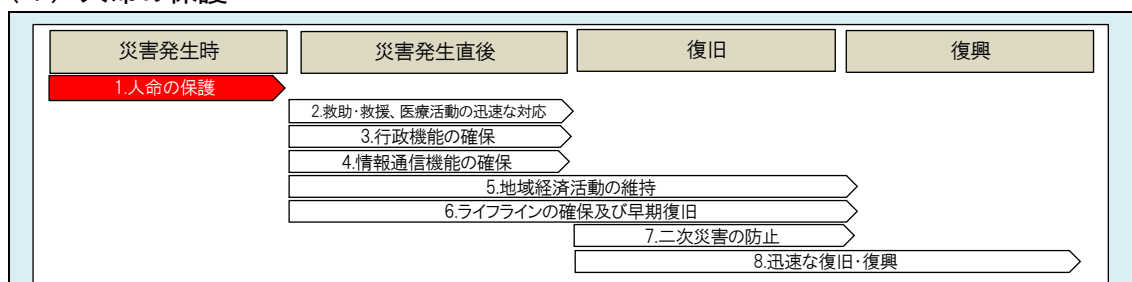 災害発生時 災害発生直後 復旧 復興
1.人命の保護
2.救助・救援、医療活動の迅速な対応
3.行政機能の確保
4.情報通信機能の確保
5.地域経済活動の維持
6.ライフラインの確保及び早期復旧
7.二次災害の防止
8.迅速な復旧・復興